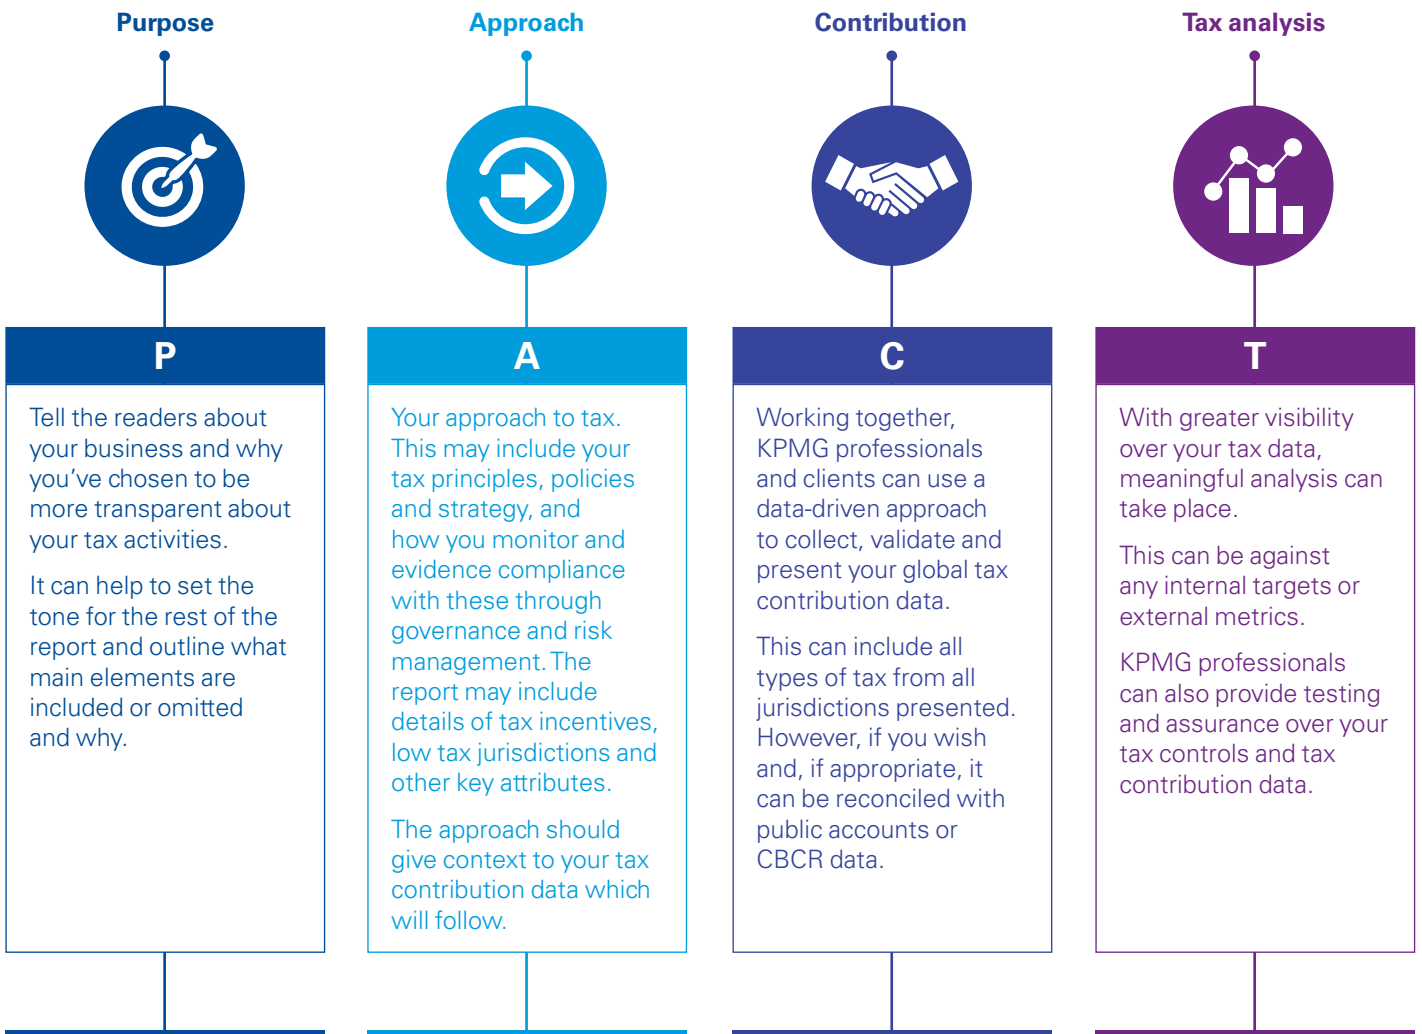 Purpose
P
Tell the readers about
your business and why
you've chosen to be
more transparent about
your tax activities.
It can help to set the
tone for the rest of the
report and outline what
main elements are
included or omitted
and why.
Approach
A
Your approach to tax.
This may include your
tax principles, policies
and strategy, and
how you monitor and
evidence compliance
with these through
governance and risk
management. The
report may include
details of tax incentives,
low tax jurisdictions and
other key attributes.
The approach should
give context to your tax
contribution data which
will follow.
Contribution
C
Working together,
KPMG professionals
and clients can use a
data-driven approach
to collect, validate and
present your global tax
contribution data.
This can include all
types of tax from all
jurisdictions presented.
However, if you wish
and, if appropriate, it
can be reconciled with
public accounts or
CBCR data.
Tax analysis
T
With greater visibility
over your tax data,
meaningful analysis can
take place.
This can be against
any internal targets or
external metrics.
KPMG professionals
can also provide testing
and assurance over your
tax controls and tax
contribution data.